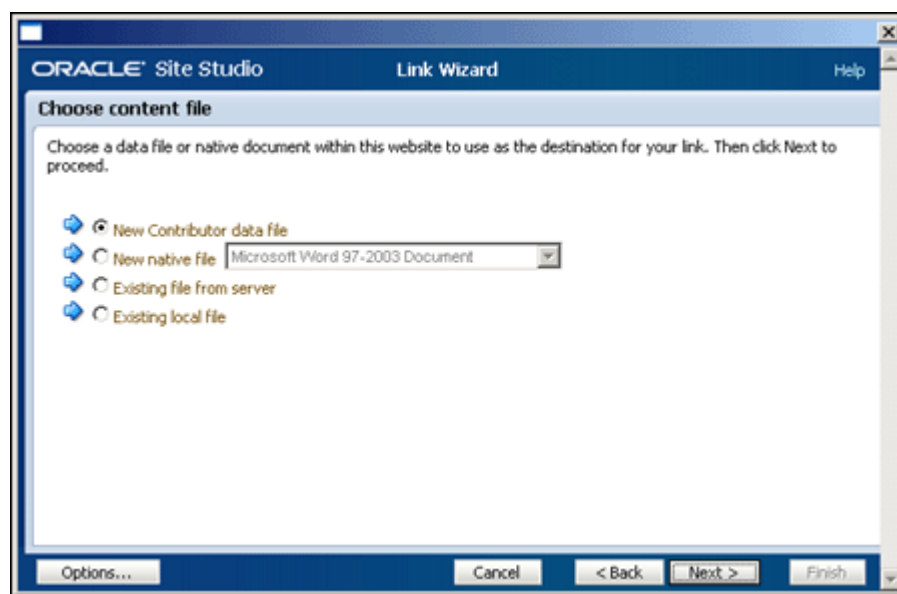 ORACLE Site Studio Link Wizard Help
Choose content file
Choose a data file or native document within this website to use as the destination for your link. Then click Next to
proceed.
New Contributor data file
New native file Microsoft Word 97-2003 Document
Existing file from server
Existing local file
Options... Cancel < Back Next > Finish